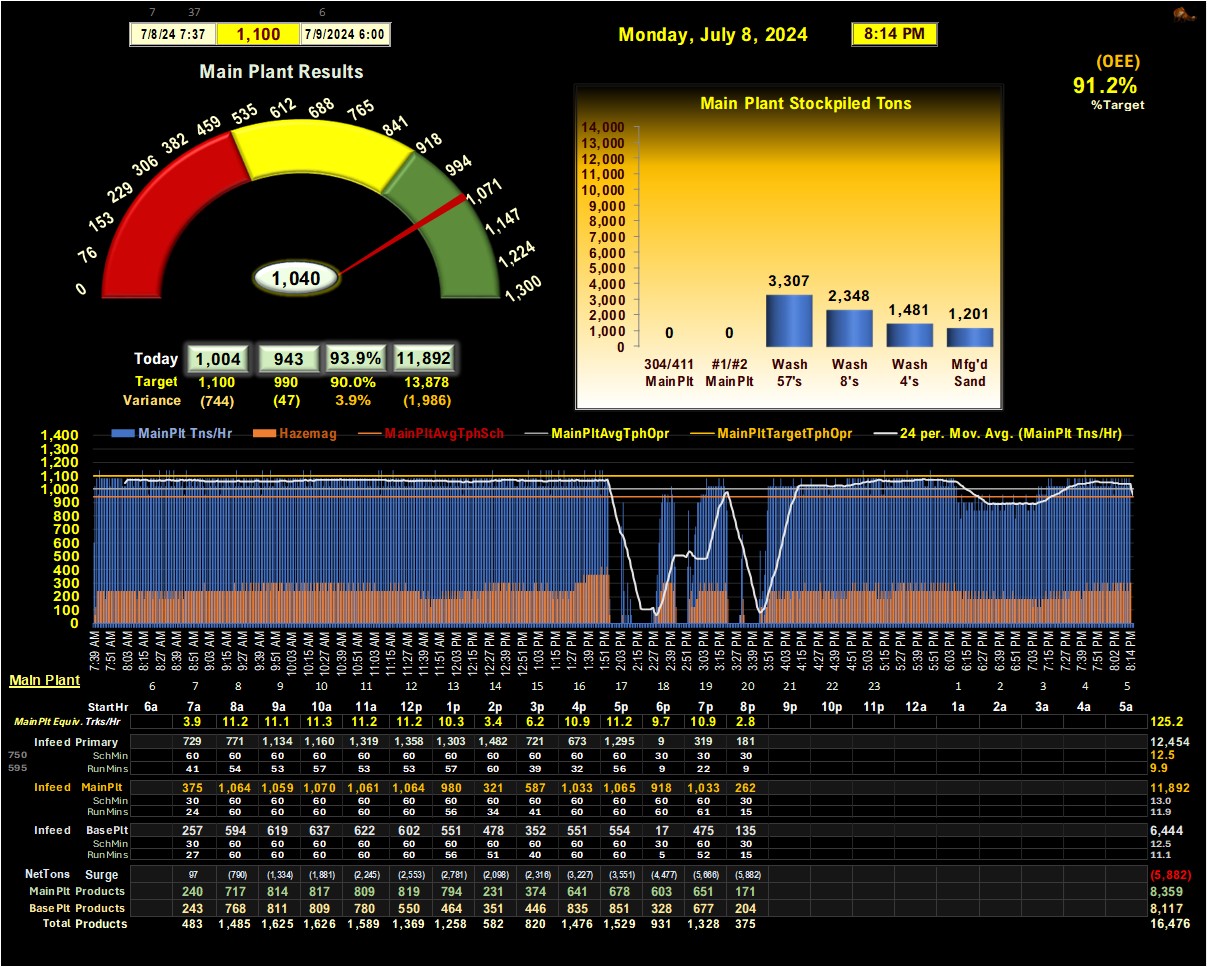 7 37 6
7/8/24 7:37 1,100 7/9/2024 6:00
Monday, July 8, 2024 8:14 PM
(OEE)
91.2%
%Target
Main Plant Results
0 76 153 229 306 382 459 535 612 688 765 841 918 994 1,071 1,147 1,224 1,300
1,040
Today 1,004 943 93.9% 11,892
Target 1,100 990 90.0% 13,878
Variance (744) (47) 3.9% (1,986)
Main Plant Stockpiled Tons
14,000
13,000
12,000
11,000
10,000
9,000
8,000
7,000
6,000
5,000
4,000
3,000
2,000
1,000
0
0 0 3,307 2,348 1,481 1,201
304/411 #1/#2 Wash Wash Wash Mfg'd
MainPlt MainPlt 57's 8's 4's Sand
MainPlt Tns/Hr Hazemag MainPltAvgTphSch MainPltAvgTphOpr MainPltTargetTphOpr 24 per. Mov. Avg. (MainPlt Tns/Hr)
1,400
1,300
1,200
1,100
1,000
900
800
700
600
500
400
300
200
100
0
7:39 AM 7:51 AM 8:03 AM 8:15 AM 8:27 AM 8:39 AM 8:51 AM 9:03 AM 9:15 AM 9:27 AM 9:39 AM 9:51 AM 10:03 AM 10:15 AM 10:27 AM 10:39 AM 10:51 AM 11:03 AM 11:15 AM 11:27 AM 11:39 AM 11:51 AM 12:03 PM 12:15 PM 12:27 PM 12:39 PM 12:51 PM 1:03 PM 1:15 PM 1:27 PM 1:39 PM 1:51 PM 2:03 PM 2:15 PM 2:27 PM 2:39 PM 2:51 PM 3:03 PM 3:15 PM 3:27 PM 3:39 PM 3:51 PM 4:03 PM 4:15 PM 4:27 PM 4:39 PM 4:51 PM 5:03 PM 5:15 PM 5:27 PM 5:39 PM 5:51 PM 6:03 PM 6:15 PM 6:27 PM 6:39 PM 6:51 PM 7:03 PM 7:15 PM 7:27 PM 7:39 PM 7:51 PM 8:02 PM 8:14 PM
Main Plant
6 7 8 9 10 11 12 13 14 15 16 17 18 19 20 21 22 23 1 2 3 4 5
StartHr 6a 7a 8a 9a 10a 11a 12a 1p 2p 3p 4p 5p 6p 7p 8p 9p 10p 11p 12a 1a 2a 3a 4a 5a
MainPlt Equiv. Trks/Hr 3.9 11.2 11.1 11.3 11.2 11.2 10.3 3.4 6.2 10.9 11.2 9.7 10.9 2.8 125.2
Infeed Primary 729 771 1,134 1,160 1,319 1,358 1,303 1,482 721 673 1,295 9 319 181 12,454
750 SchMin 60 60 60 60 60 60 60 60 60 60 60 30 30 30 12.5
595 RunMins 41 54 53 57 53 53 57 60 39 32 56 9 22 9 9.9
Infeed MainPlt 375 1,064 1,059 1,070 1,061 1,064 980 321 587 1,033 1,065 918 1,033 262 11,892
SchMin 30 60 60 60 60 60 60 60 60 60 60 60 60 30 13.0
RunMins 24 60 60 60 60 60 56 34 41 60 60 60 61 15 11.9
Infeed BasePlt 257 594 619 637 622 602 551 478 352 551 554 17 475 135 6,444
SchMin 30 60 60 60 60 60 60 60 60 60 60 30 60 30 12.5
RunMins 27 60 60 60 60 60 56 51 40 60 60 5 52 15 11.1
NetTons Surge 97 (790) (1,334) (1,881) (2,245) (2,553) (2,781) (2,098) (2,316) (3,227) (3,551) (4,477) (5,666) (5,882) (5,882)
MainPlt Products 240 717 814 817 809 819 794 231 374 641 678 603 651 171 8,359
BasePlt Products 243 768 811 809 780 550 464 351 446 835 851 328 677 204 8,117
Total Products 483 1,485 1,625 1,626 1,589 1,369 1,258 582 820 1,476 1,529 931 1,328 375 16,476